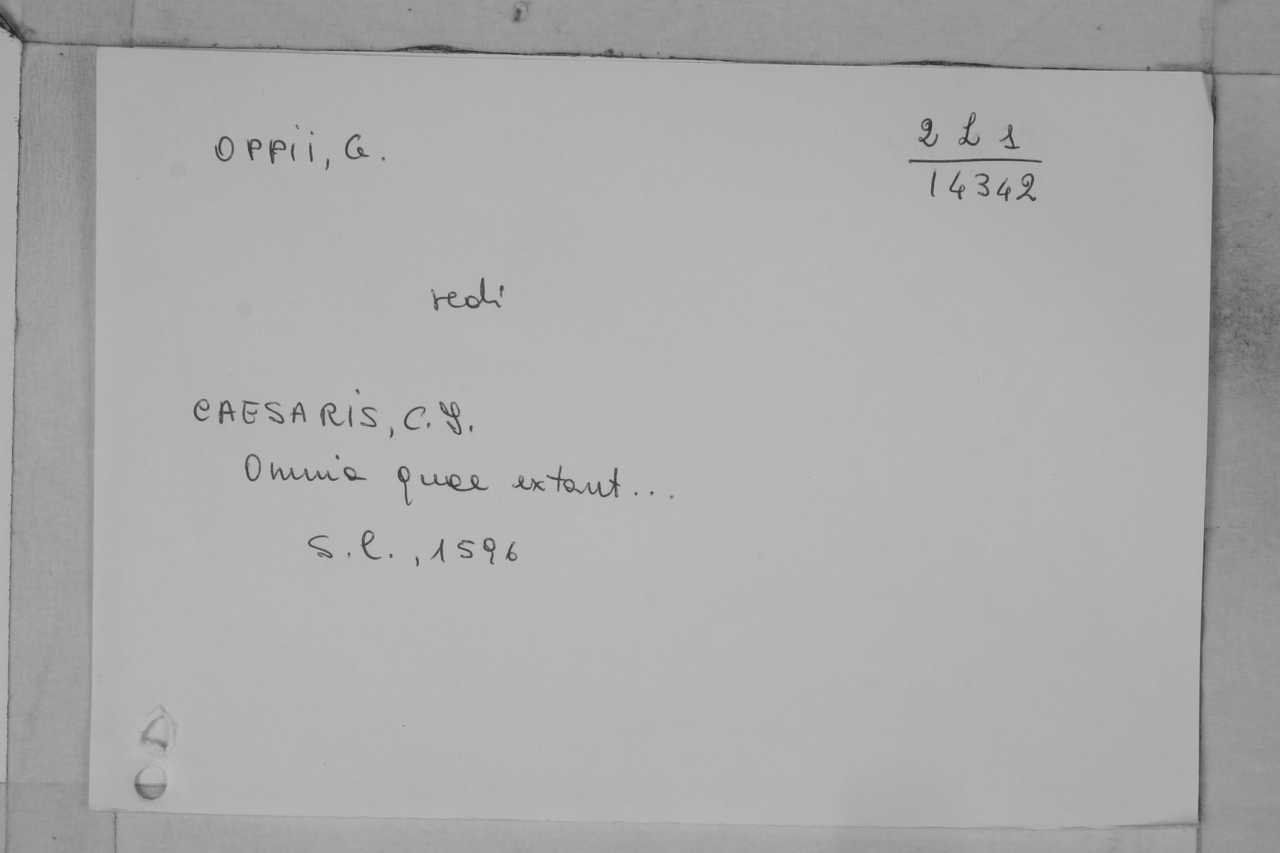 OPPII, G.
2 L 1
14342
vedi
CAESARIS, C. J.
Omnia quae extant...
S. l., 1596